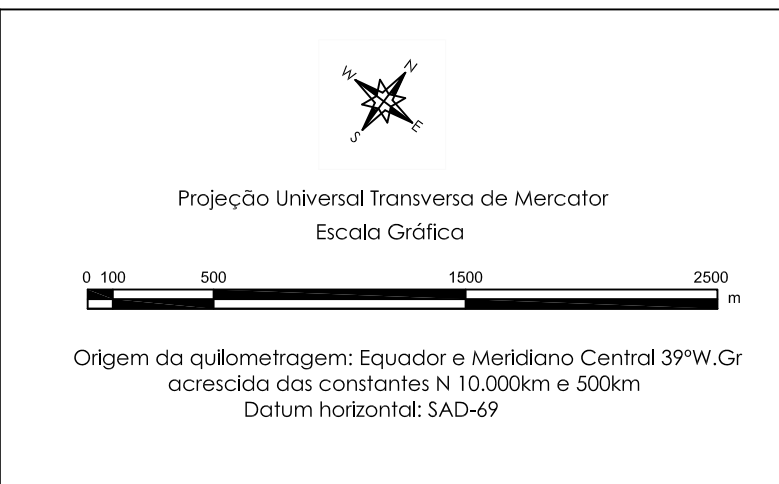 W N
S E
Projeção Universal Transversa de Mercator
Escala Gráfica
0 100 500 1500 2500
m
Origem da quilometragem: Equador e Meridiano Central 39°W.Gr
acrescida das constantes N 10.000km e 500km
Datum horizontal: SAD-69